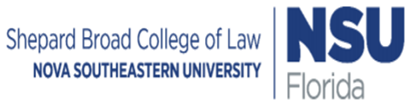 Shepard Broad College of Law
NOVA SOUTHEASTERN UNIVERSITY
NSU
Florida